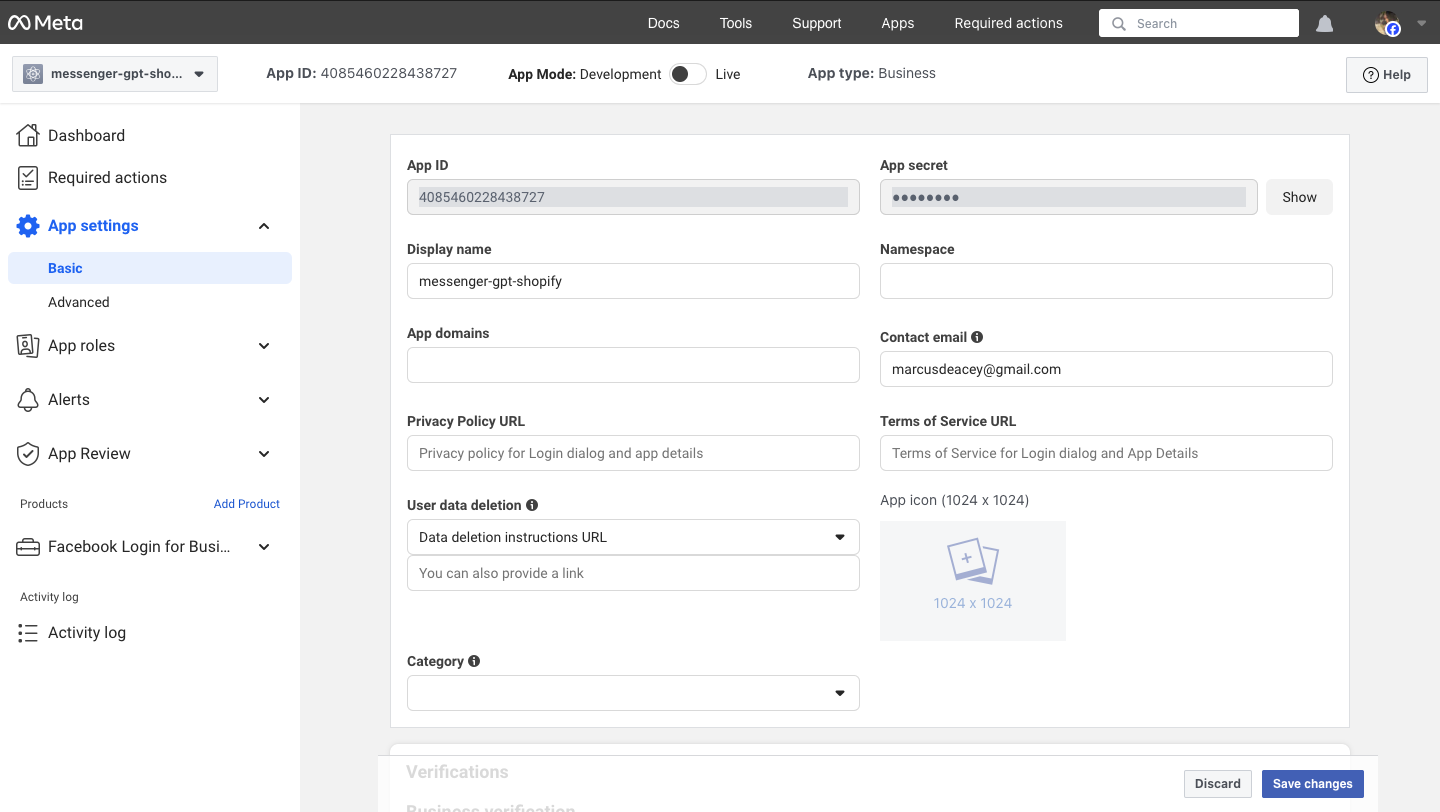 Meta
Docs
Tools
Support
Apps
Required actions
Search
messenger-gpt-sho...
App ID: 4085460228438727
App Mode: Development
Live
App type: Business
Help
Dashboard
Required actions
App settings
Basic
Advanced
App roles
Alerts
App Review
Products
Add Product
Facebook Login for Busi...
Activity log
Activity log
App ID
4085460228438727
App secret
●●●●●●●●
Show
Display name
messenger-gpt-shopify
Namespace
App domains
Contact email
marcusdeacey@gmail.com
Privacy Policy URL
Privacy policy for Login dialog and app details
Terms of Service URL
Terms of Service for Login dialog and App Details
User data deletion
Data deletion instructions URL
You can also provide a link
App icon (1024 x 1024)
1024 x 1024
Category
Verifications
Business verification
Discard
Save changes